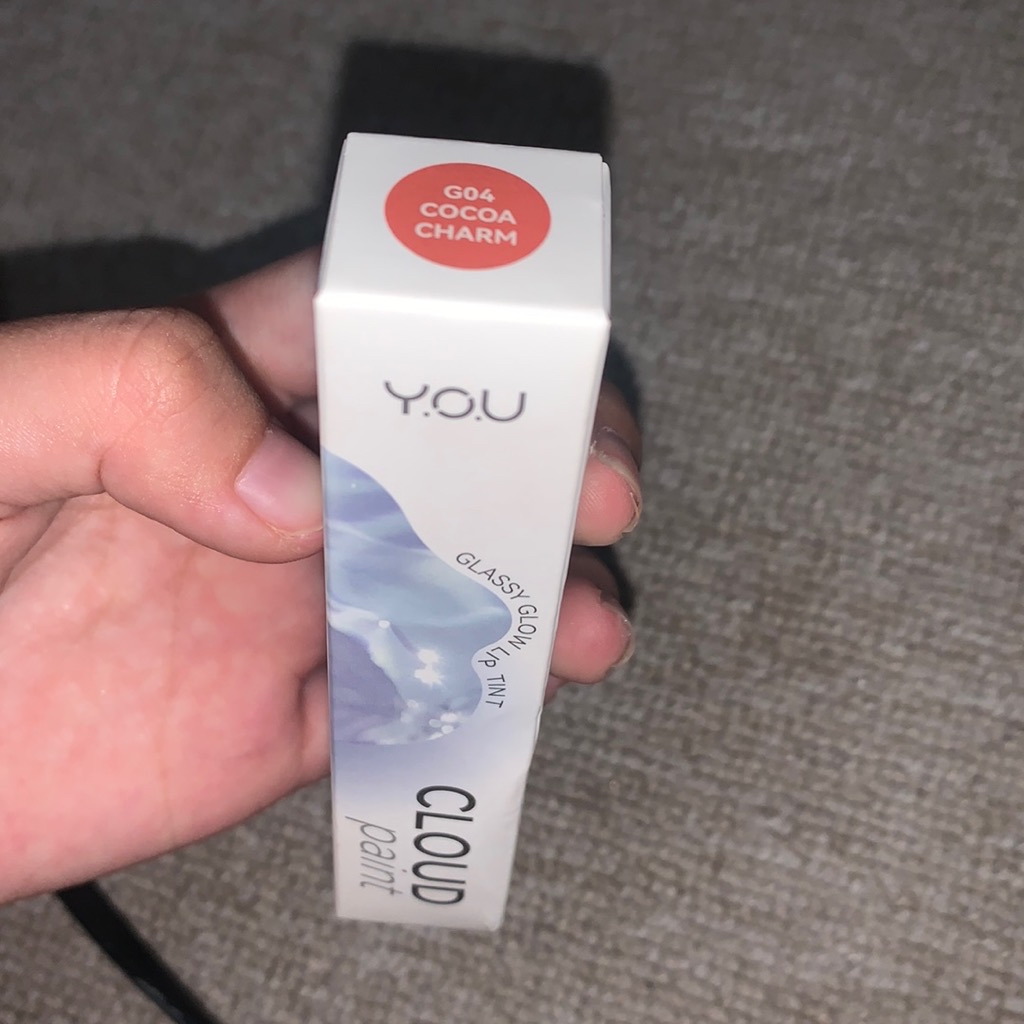 G04
COCOA
CHARM
Y.O.U
GLASSY GLOW
Lip TINT
CLOUD
paint